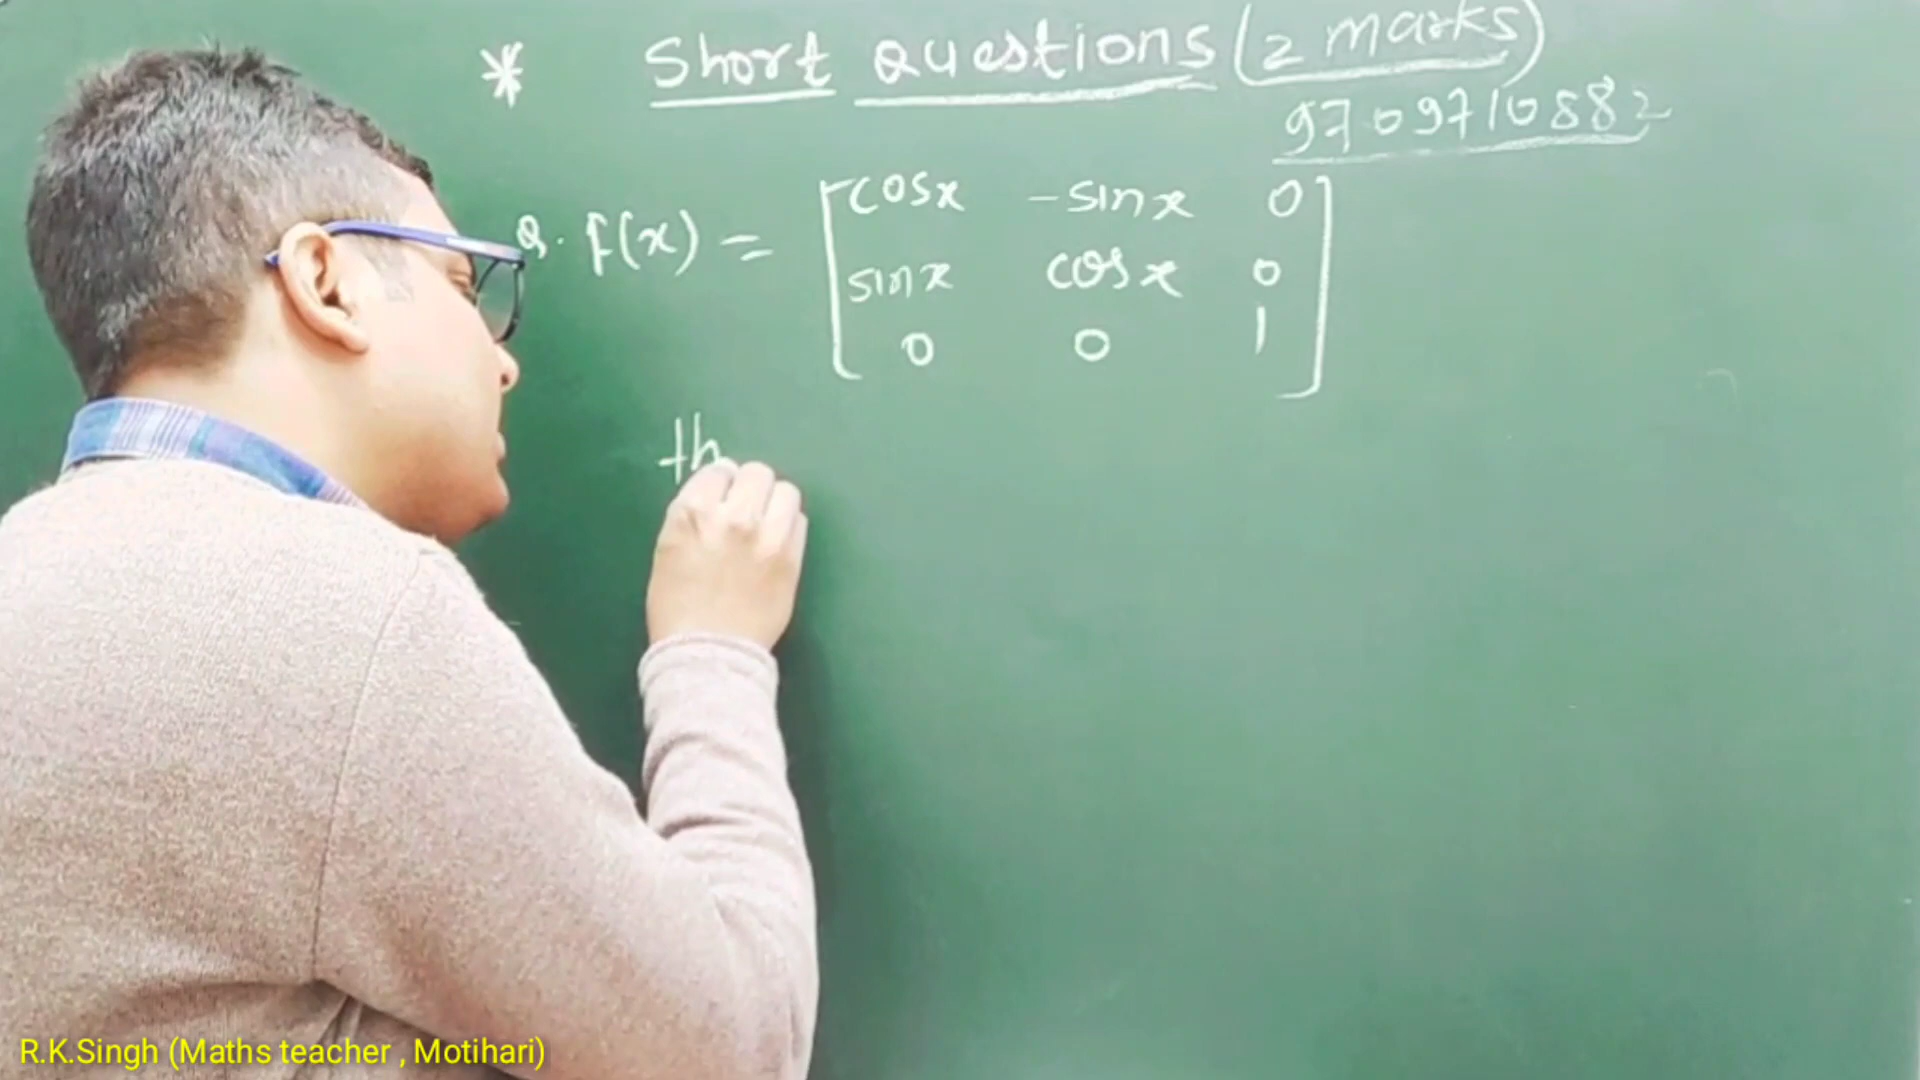 * Short Questions (2 marks)
9709710882
Q. F(x) = [cosx -sinx 0
sinx cosx 0
0 0 1]
th
R.K.Singh (Maths teacher , Motihari)